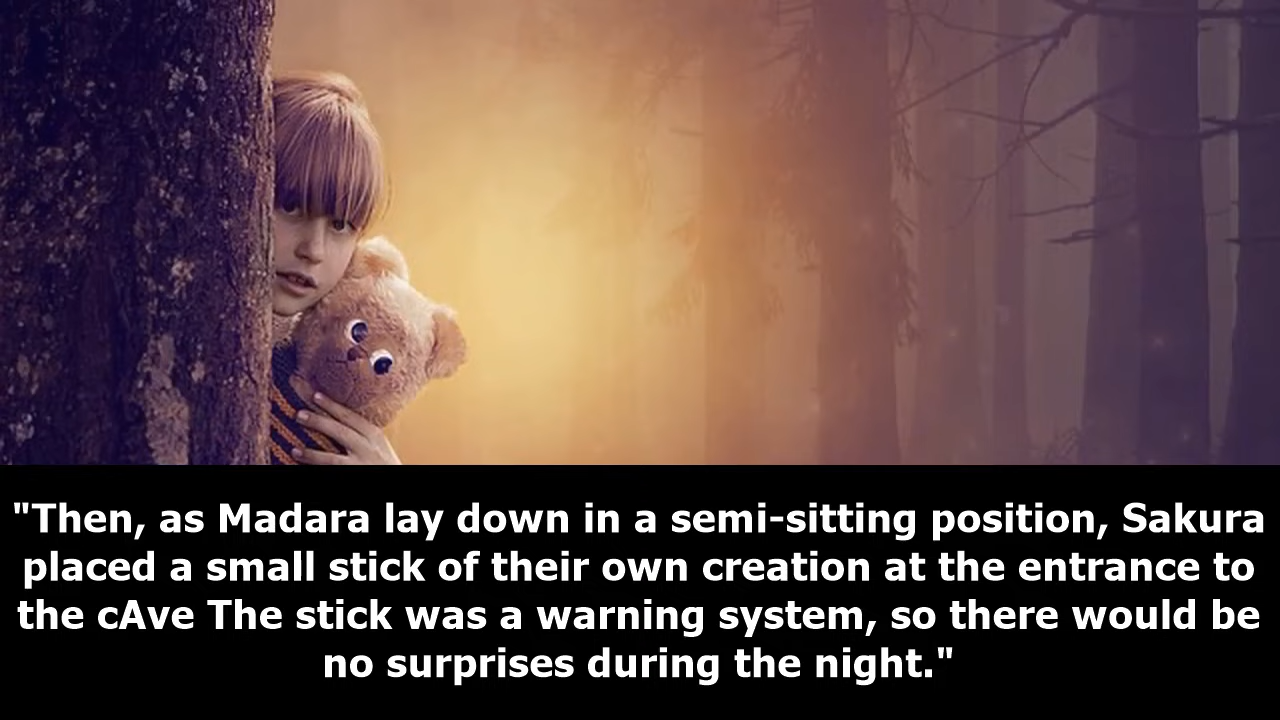 "Then, as Madara lay down in a semi-sitting position, Sakura
placed a small stick of their own creation at the entrance to
the cAve The stick was a warning system, so there would be
no surprises during the night."